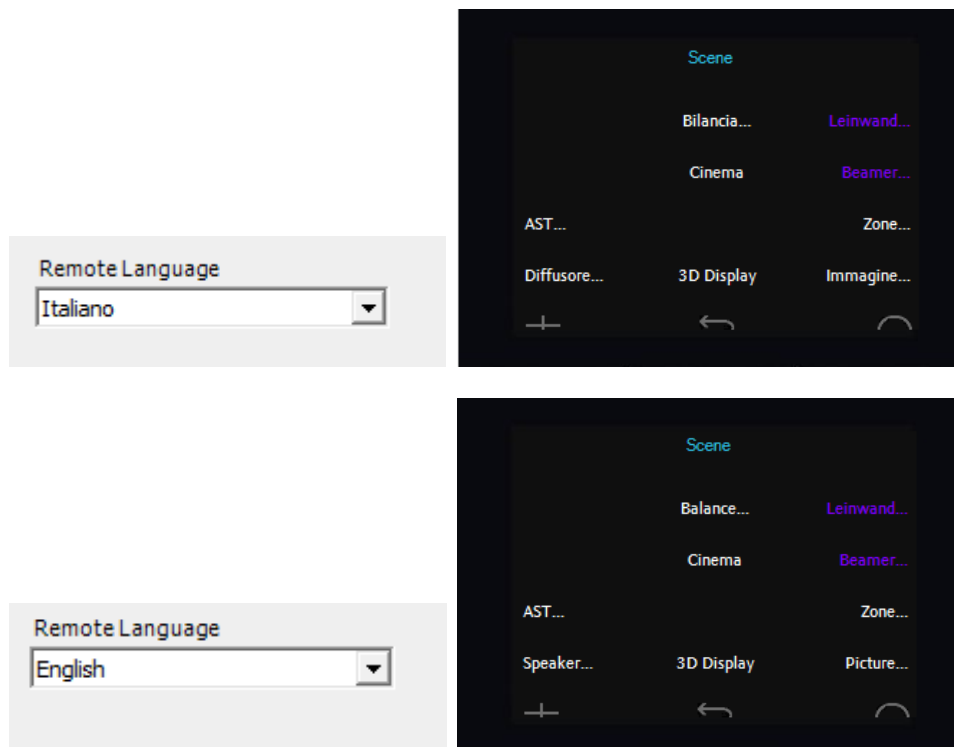 Remote Language
Italiano
Scene
Bilancia... Leinwand...
Cinema Beamer...
AST... Zone...
Diffusore... 3D Display Immagine...
Remote Language
English
Scene
Balance... Leinwand...
Cinema Beamer...
AST... Zone...
Speaker... 3D Display Picture...